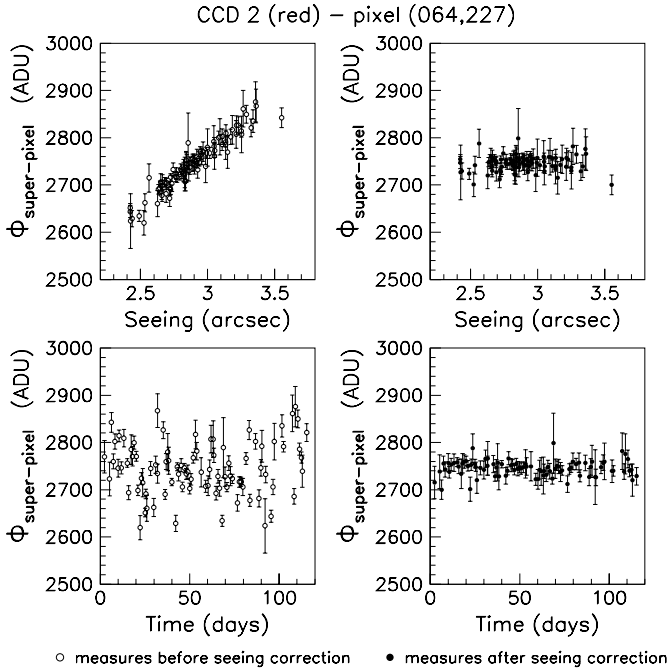 CCD 2 (red) – pixel (064,227)
3000
2900
2800
2700
2600
2500
Φsuper–pixel (ADU)
2.5 3 3.5
Seeing (arcsec)
3000
2900
2800
2700
2600
2500
Φsuper–pixel (ADU)
2.5 3 3.5
Seeing (arcsec)
3000
2900
2800
2700
2600
2500
Φsuper–pixel (ADU)
0 50 100
Time (days)
3000
2900
2800
2700
2600
2500
Φsuper–pixel (ADU)
0 50 100
Time (days)
○ measures before seeing correction ● measures after seeing correction